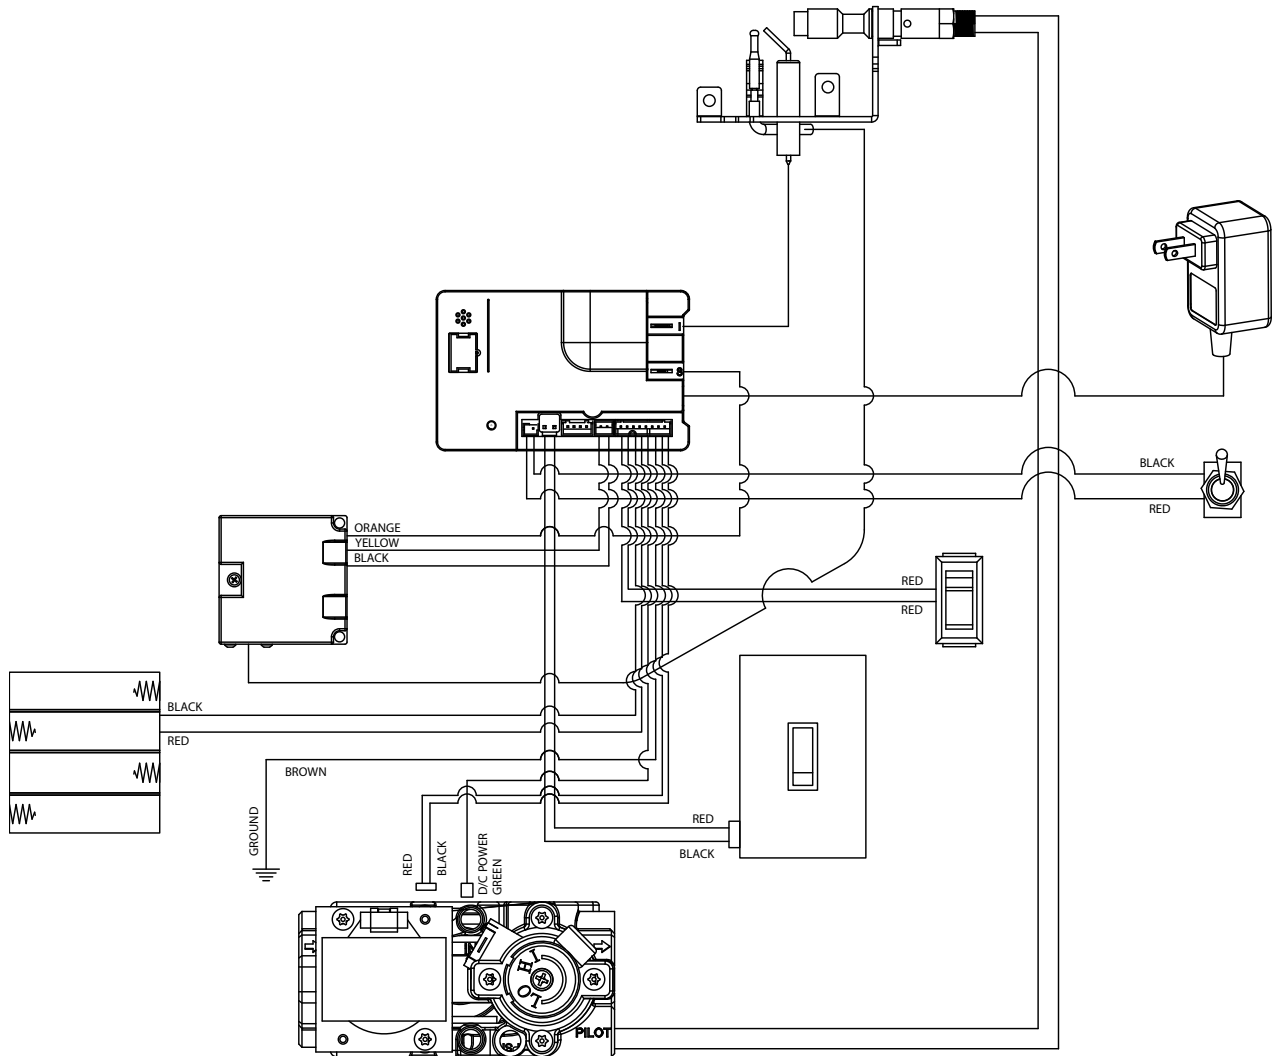 BLACK
RED
ORANGE
YELLOW
BLACK
RED
RED
BLACK
RED
BROWN
GROUND
RED
BLACK
D/C POWER
GREEN
RED
BLACK
HI
LO
PILOT